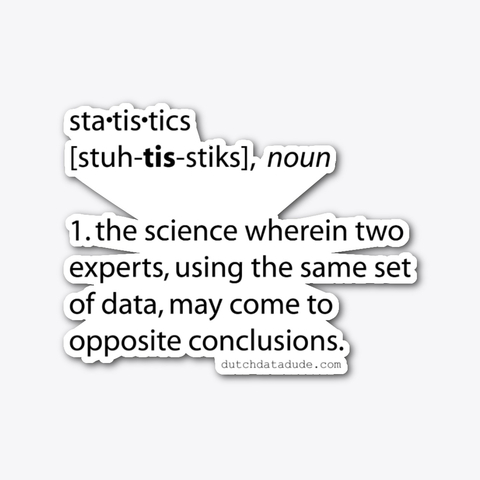 sta•tis•tics
[stuh-tis-stiks], noun
1. the science wherein two
experts, using the same set
of data, may come to
opposite conclusions.
dutchdatadude.com